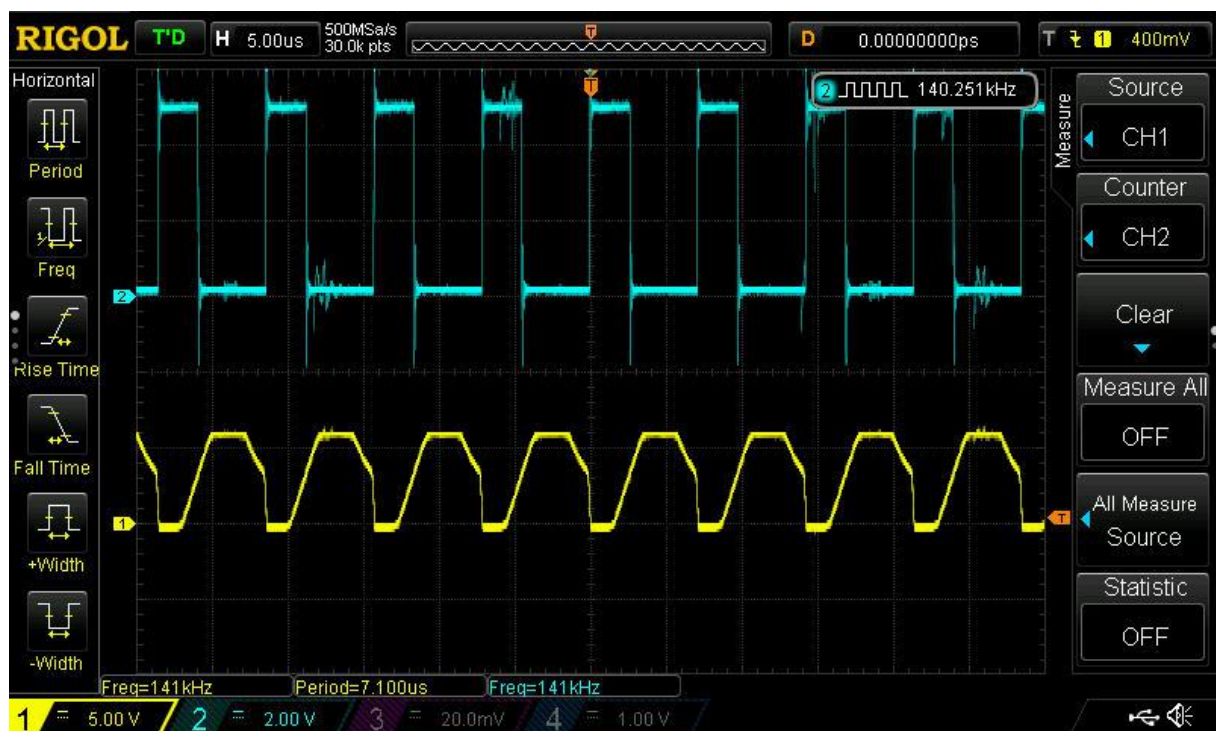 RIGOL T'D H 5.00us 500MSa/s 30.0k pts T D 0.00000000ps T 1 400mV
Horizontal
Period
Freq
Rise Time
Fall Time
+Width
-Width
T
2 140.251kHz
2
1
T
Measure
Source
CH1
Counter
CH2
Clear
Measure All
OFF
All Measure
Source
Statistic
OFF
Freq=141kHz Period=7.100us Freq=141kHz
1 = 5.00 V 2 = 2.00 V 3 = 20.0mV 4 = 1.00 V